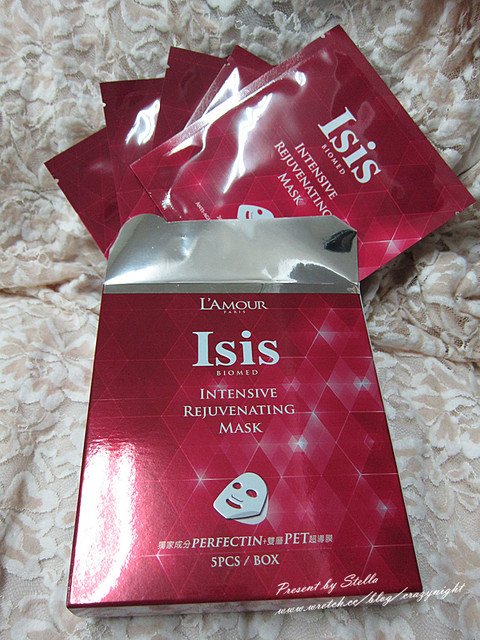 Isis
BIOMED
INTENSIVE
REJUVENATING
MASK
L'AMOUR
PARIS
Isis
BIOMED
INTENSIVE
REJUVENATING
MASK
獨家成分PERFECTIN+雙層PET超導膜
5PCS / BOX
Present by Stella
www.wretch.cc/blog/crazynight